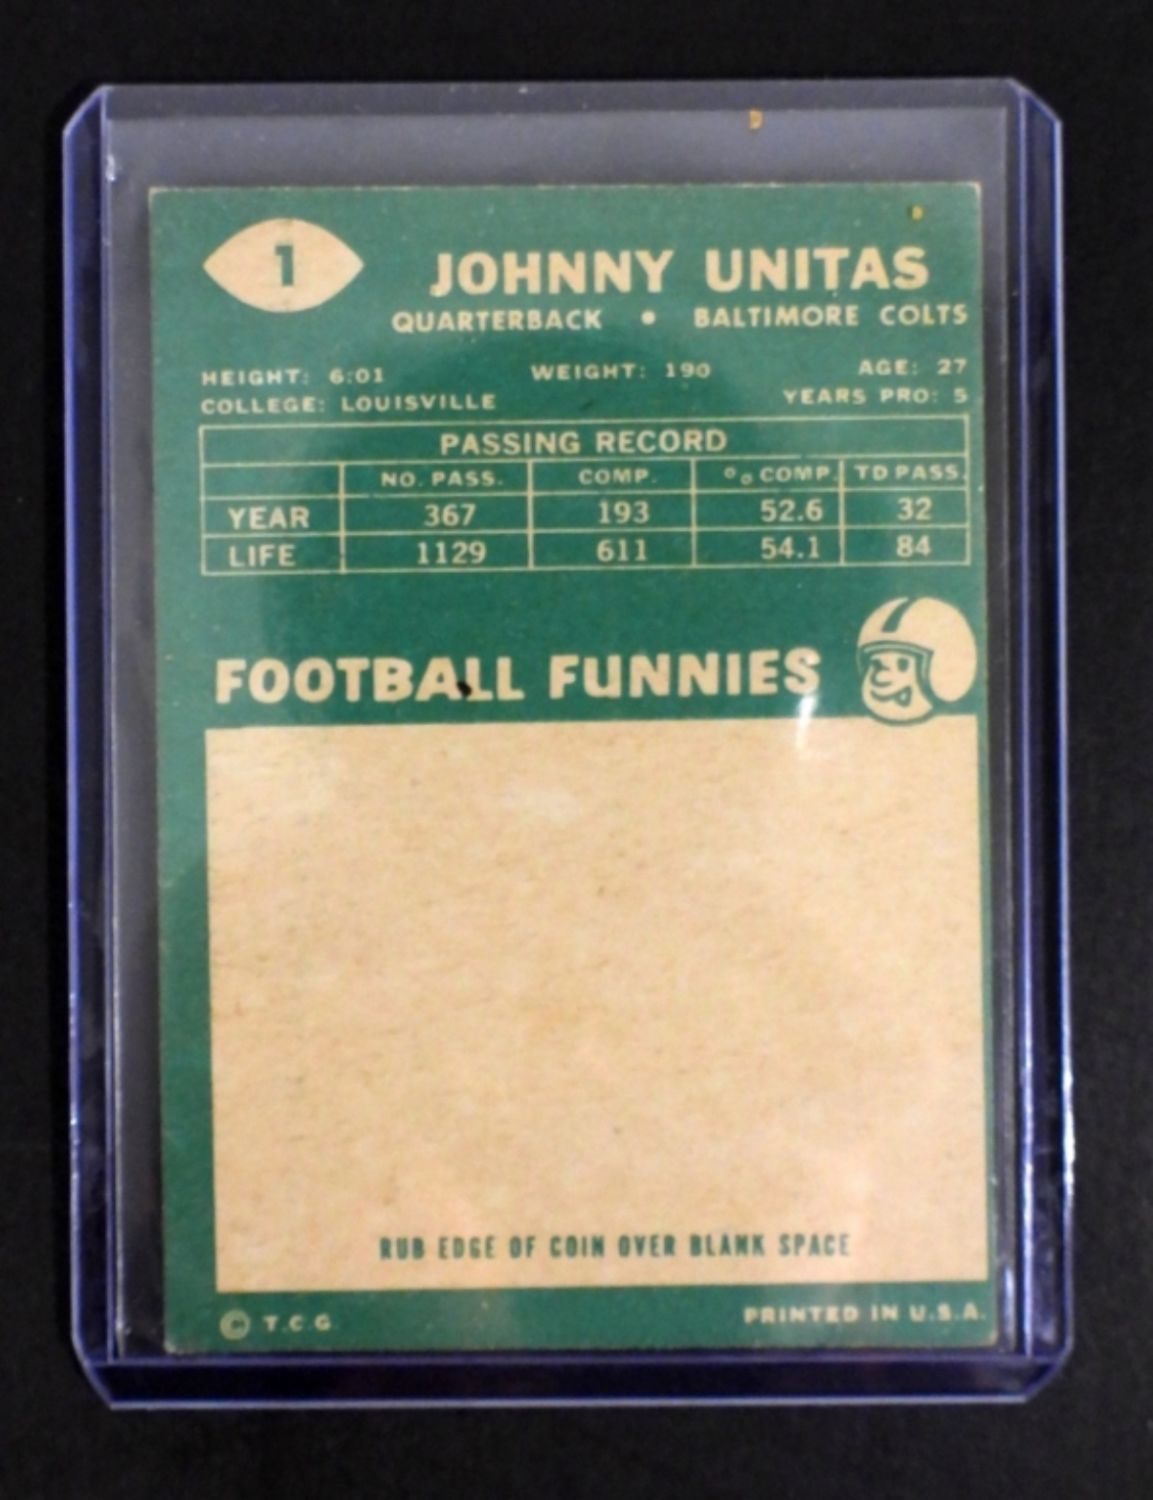 1
JOHNNY UNITAS
QUARTERBACK • BALTIMORE COLTS
HEIGHT: 6:01 WEIGHT: 190 AGE: 27
COLLEGE: LOUISVILLE YEARS PRO: 5
PASSING RECORD
NO. PASS. COMP. % COMP. TD PASS.
YEAR 367 193 52.6 32
LIFE 1129 611 54.1 84
FOOTBALL FUNNIES
RUB EDGE OF COIN OVER BLANK SPACE
© T.C.G. PRINTED IN U.S.A.